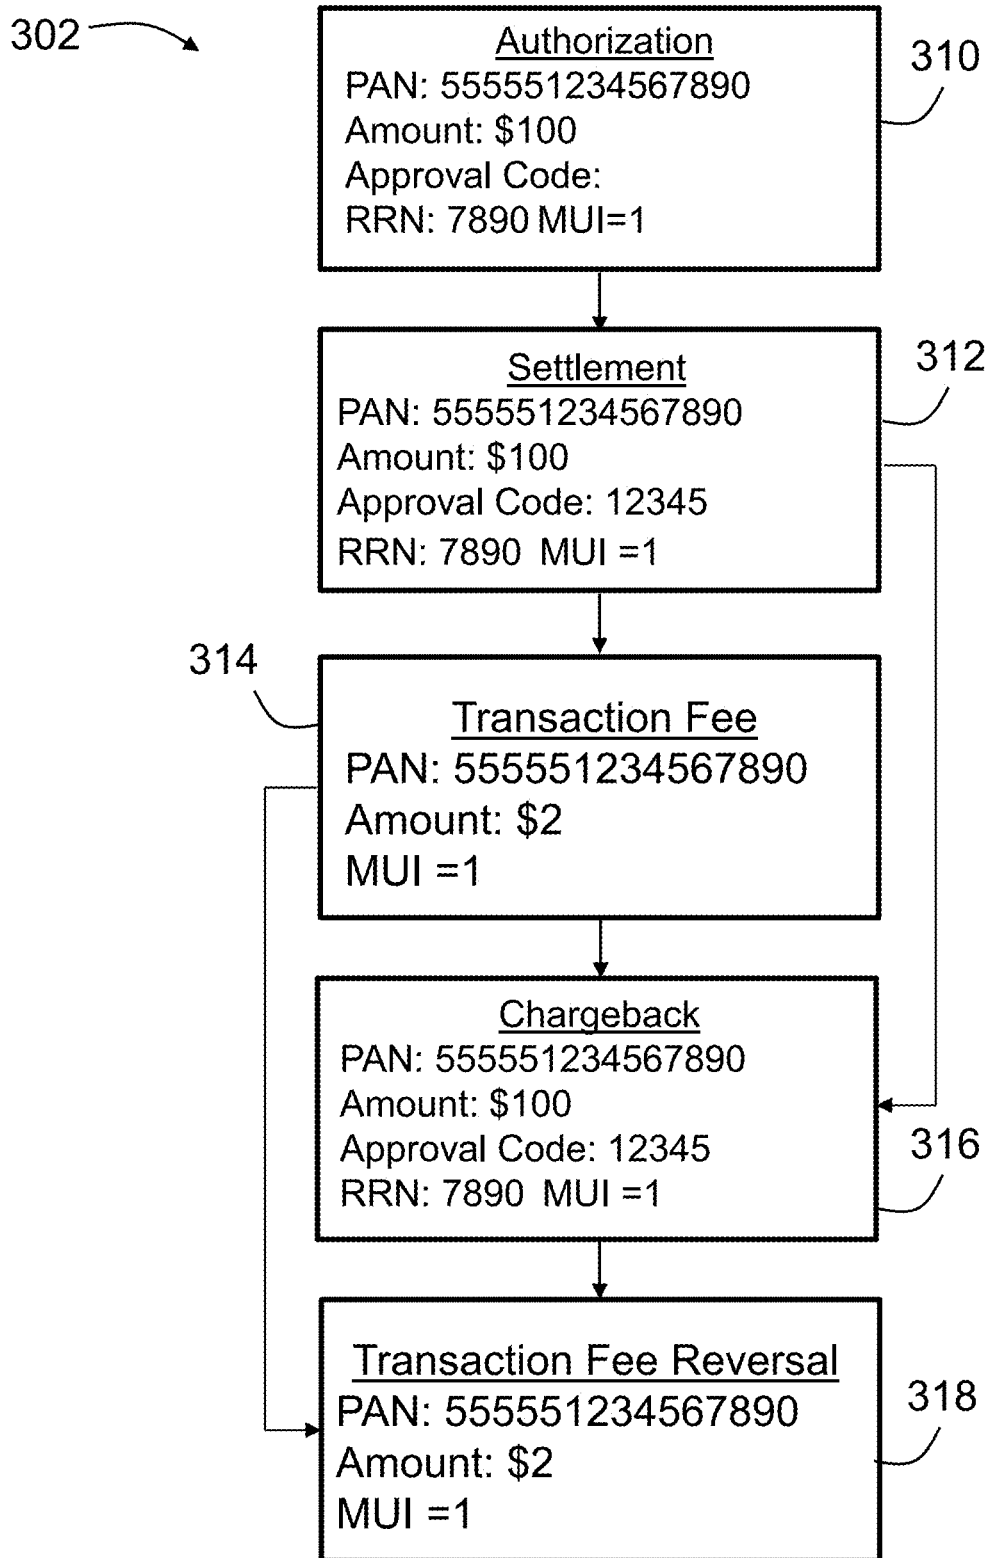 302
Authorization
310
PAN: 555551234567890
Amount: $100
Approval Code:
RRN: 7890 MUI=1
Settlement
312
PAN: 555551234567890
Amount: $100
Approval Code: 12345
RRN: 7890 MUI =1
314
Transaction Fee
PAN: 555551234567890
Amount: $2
MUI =1
Chargeback
PAN: 555551234567890
Amount: $100
Approval Code: 12345
316
RRN: 7890 MUI =1
Transaction Fee Reversal
318
PAN: 555551234567890
Amount: $2
MUI =1